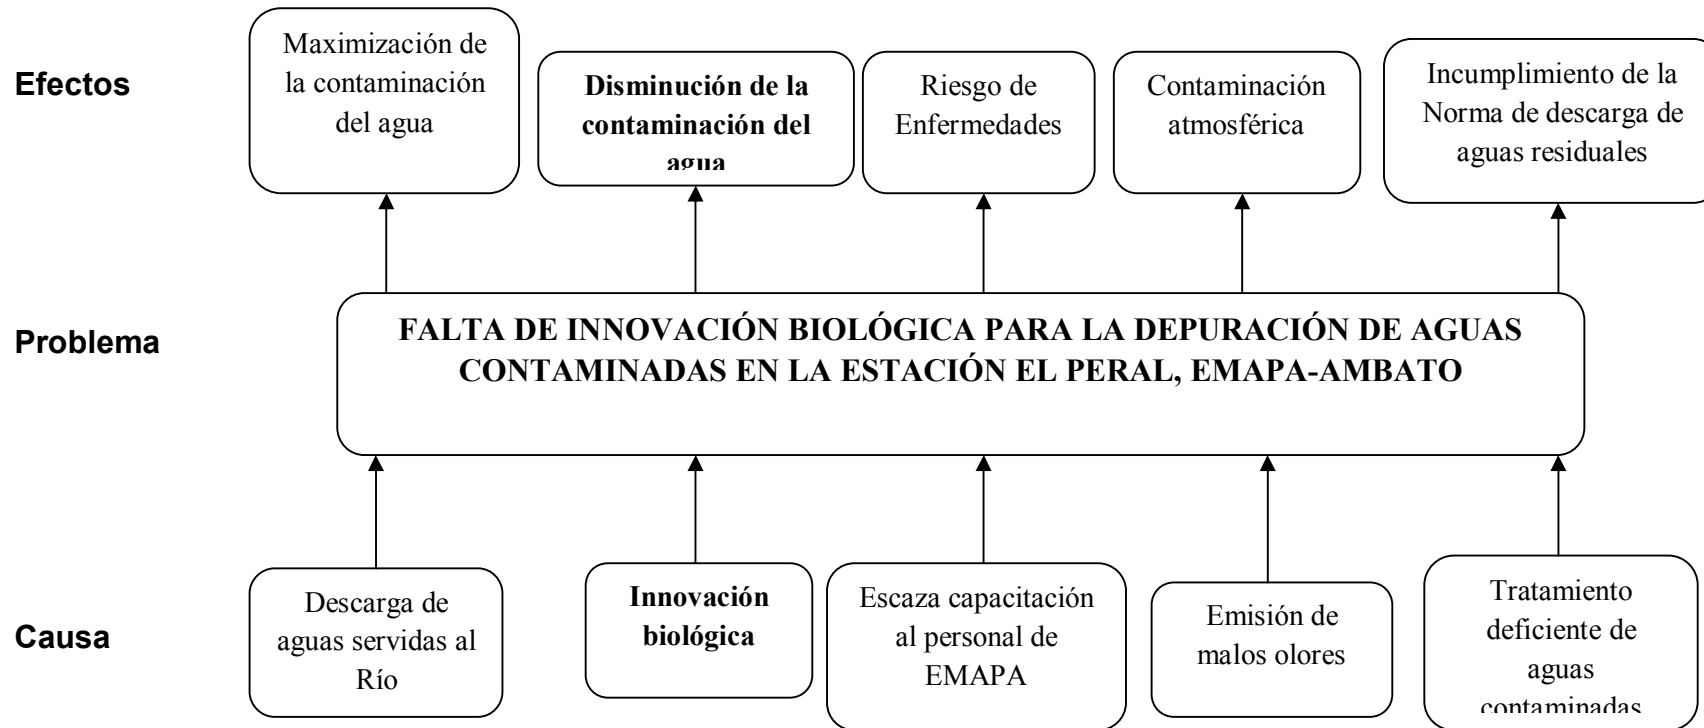 Efectos
Maximización de
la contaminación
del agua
Disminución de la
contaminación del
agua
Riesgo de
Enfermedades
Contaminación
atmosférica
Incumplimiento de la
Norma de descarga de
aguas residuales
Problema
FALTA DE INNOVACIÓN BIOLÓGICA PARA LA DEPURACIÓN DE AGUAS
CONTAMINADAS EN LA ESTACIÓN EL PERAL, EMAPA-AMBATO
Causa
Descarga de
aguas servidas al
Río
Innovación
biológica
Escaza capacitación
al personal de
EMAPA
Emisión de
malos olores
Tratamiento
deficiente de
aguas
contaminadas